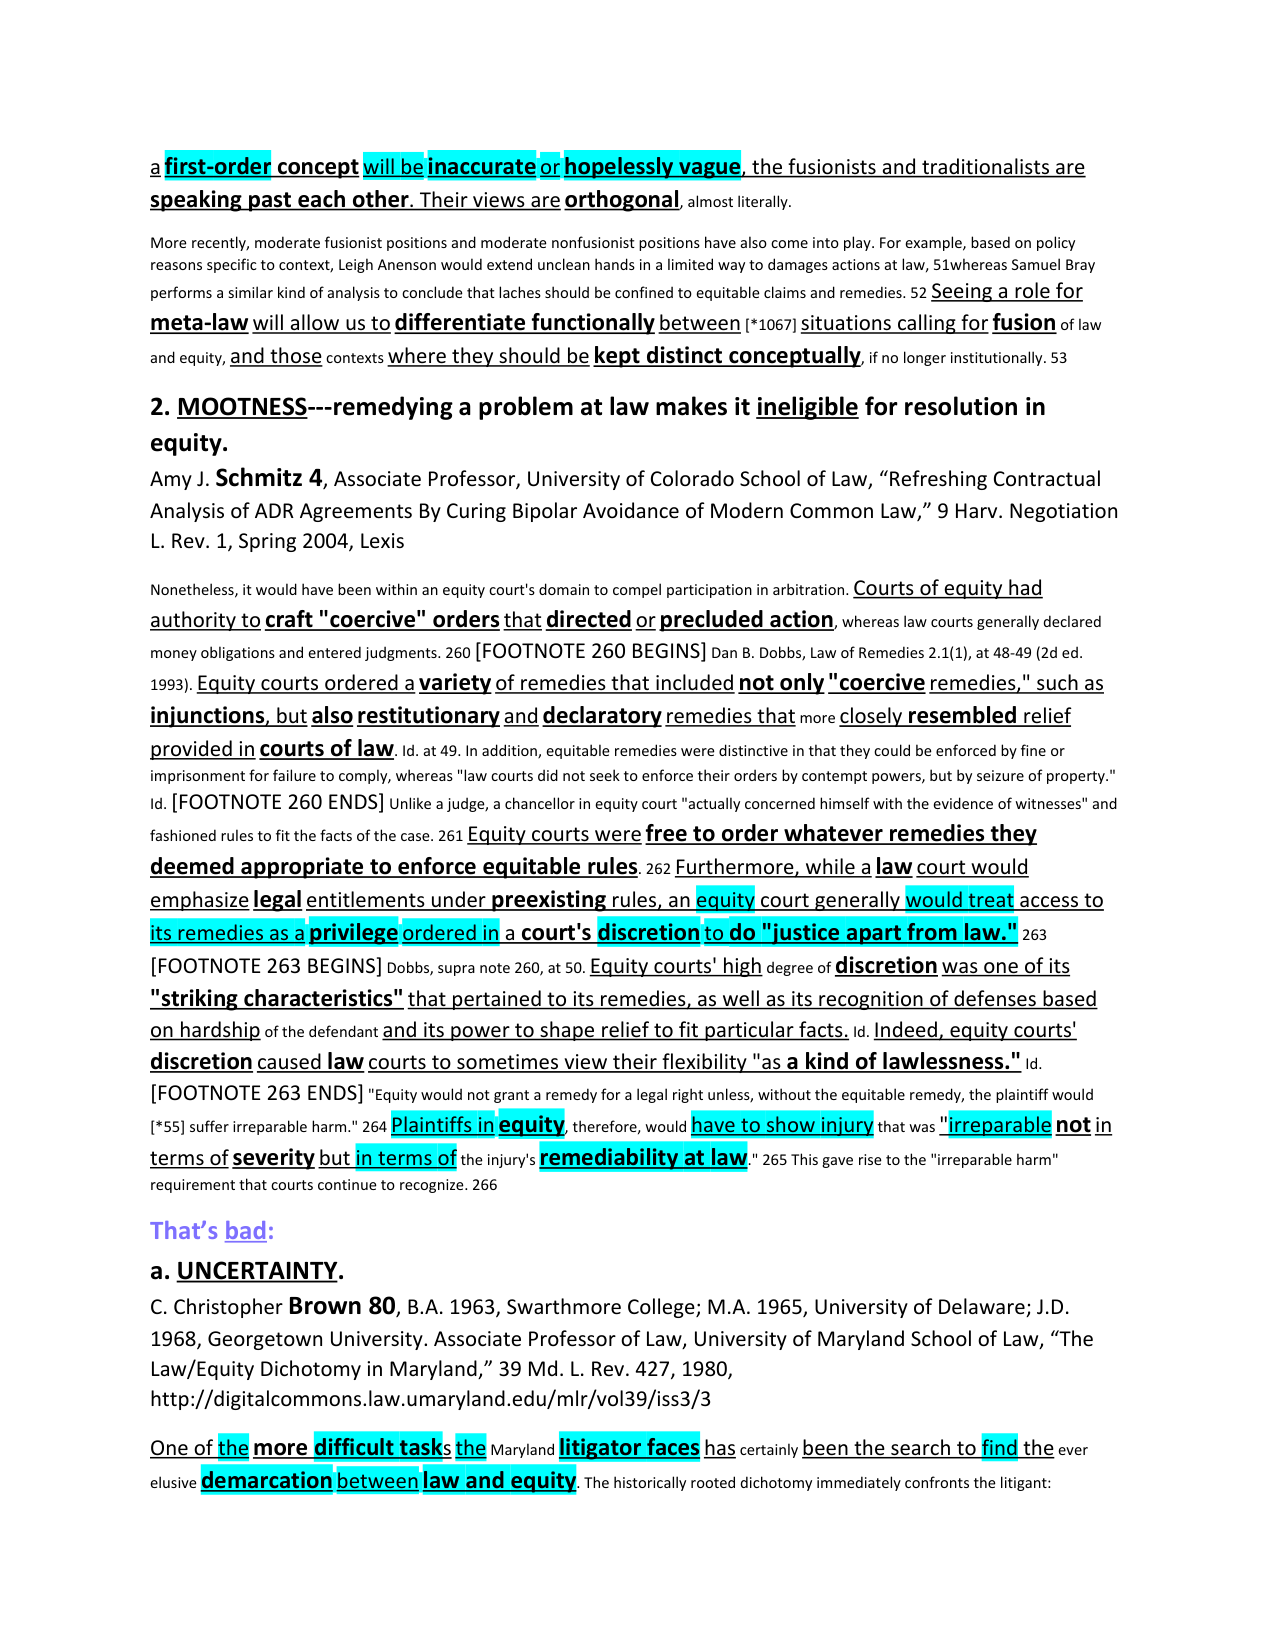 a first-order concept will be inaccurate or hopelessly vague, the fusionists and traditionalists are
speaking past each other. Their views are orthogonal, almost literally.
More recently, moderate fusionist positions and moderate nonfusionist positions have also come into play. For example, based on policy
reasons specific to context, Leigh Anenson would extend unclean hands in a limited way to damages actions at law, 51whereas Samuel Bray
performs a similar kind of analysis to conclude that laches should be confined to equitable claims and remedies. 52 Seeing a role for
meta-law will allow us to differentiate functionally between [*1067] situations calling for fusion of law
and equity, and those contexts where they should be kept distinct conceptually, if no longer institutionally. 53
2. MOOTNESS---remedying a problem at law makes it ineligible for resolution in
equity.
Amy J. Schmitz 4, Associate Professor, University of Colorado School of Law, “Refreshing Contractual
Analysis of ADR Agreements By Curing Bipolar Avoidance of Modern Common Law,” 9 Harv. Negotiation
L. Rev. 1, Spring 2004, Lexis
Nonetheless, it would have been within an equity court's domain to compel participation in arbitration. Courts of equity had
authority to craft "coercive" orders that directed or precluded action, whereas law courts generally declared
money obligations and entered judgments. 260 [FOOTNOTE 260 BEGINS] Dan B. Dobbs, Law of Remedies 2.1(1), at 48-49 (2d ed.
1993). Equity courts ordered a variety of remedies that included not only "coercive remedies," such as
injunctions, but also restitutionary and declaratory remedies that more closely resembled relief
provided in courts of law. Id. at 49. In addition, equitable remedies were distinctive in that they could be enforced by fine or
imprisonment for failure to comply, whereas "law courts did not seek to enforce their orders by contempt powers, but by seizure of property."
Id. [FOOTNOTE 260 ENDS] Unlike a judge, a chancellor in equity court "actually concerned himself with the evidence of witnesses" and
fashioned rules to fit the facts of the case. 261 Equity courts were free to order whatever remedies they
deemed appropriate to enforce equitable rules. 262 Furthermore, while a law court would
emphasize legal entitlements under preexisting rules, an equity court generally would treat access to
its remedies as a privilege ordered in a court's discretion to do "justice apart from law." 263
[FOOTNOTE 263 BEGINS] Dobbs, supra note 260, at 50. Equity courts' high degree of discretion was one of its
"striking characteristics" that pertained to its remedies, as well as its recognition of defenses based
on hardship of the defendant and its power to shape relief to fit particular facts. Id. Indeed, equity courts'
discretion caused law courts to sometimes view their flexibility "as a kind of lawlessness." Id.
[FOOTNOTE 263 ENDS] "Equity would not grant a remedy for a legal right unless, without the equitable remedy, the plaintiff would
[*55] suffer irreparable harm." 264 Plaintiffs in equity, therefore, would have to show injury that was "irreparable not in
terms of severity but in terms of the injury's remediability at law." 265 This gave rise to the "irreparable harm"
requirement that courts continue to recognize. 266
That’s bad:
a. UNCERTAINTY.
C. Christopher Brown 80, B.A. 1963, Swarthmore College; M.A. 1965, University of Delaware; J.D.
1968, Georgetown University. Associate Professor of Law, University of Maryland School of Law, “The
Law/Equity Dichotomy in Maryland,” 39 Md. L. Rev. 427, 1980,
http://digitalcommons.law.umaryland.edu/mlr/vol39/iss3/3
One of the more difficult tasks the Maryland litigator faces has certainly been the search to find the ever
elusive demarcation between law and equity. The historically rooted dichotomy immediately confronts the litigant: